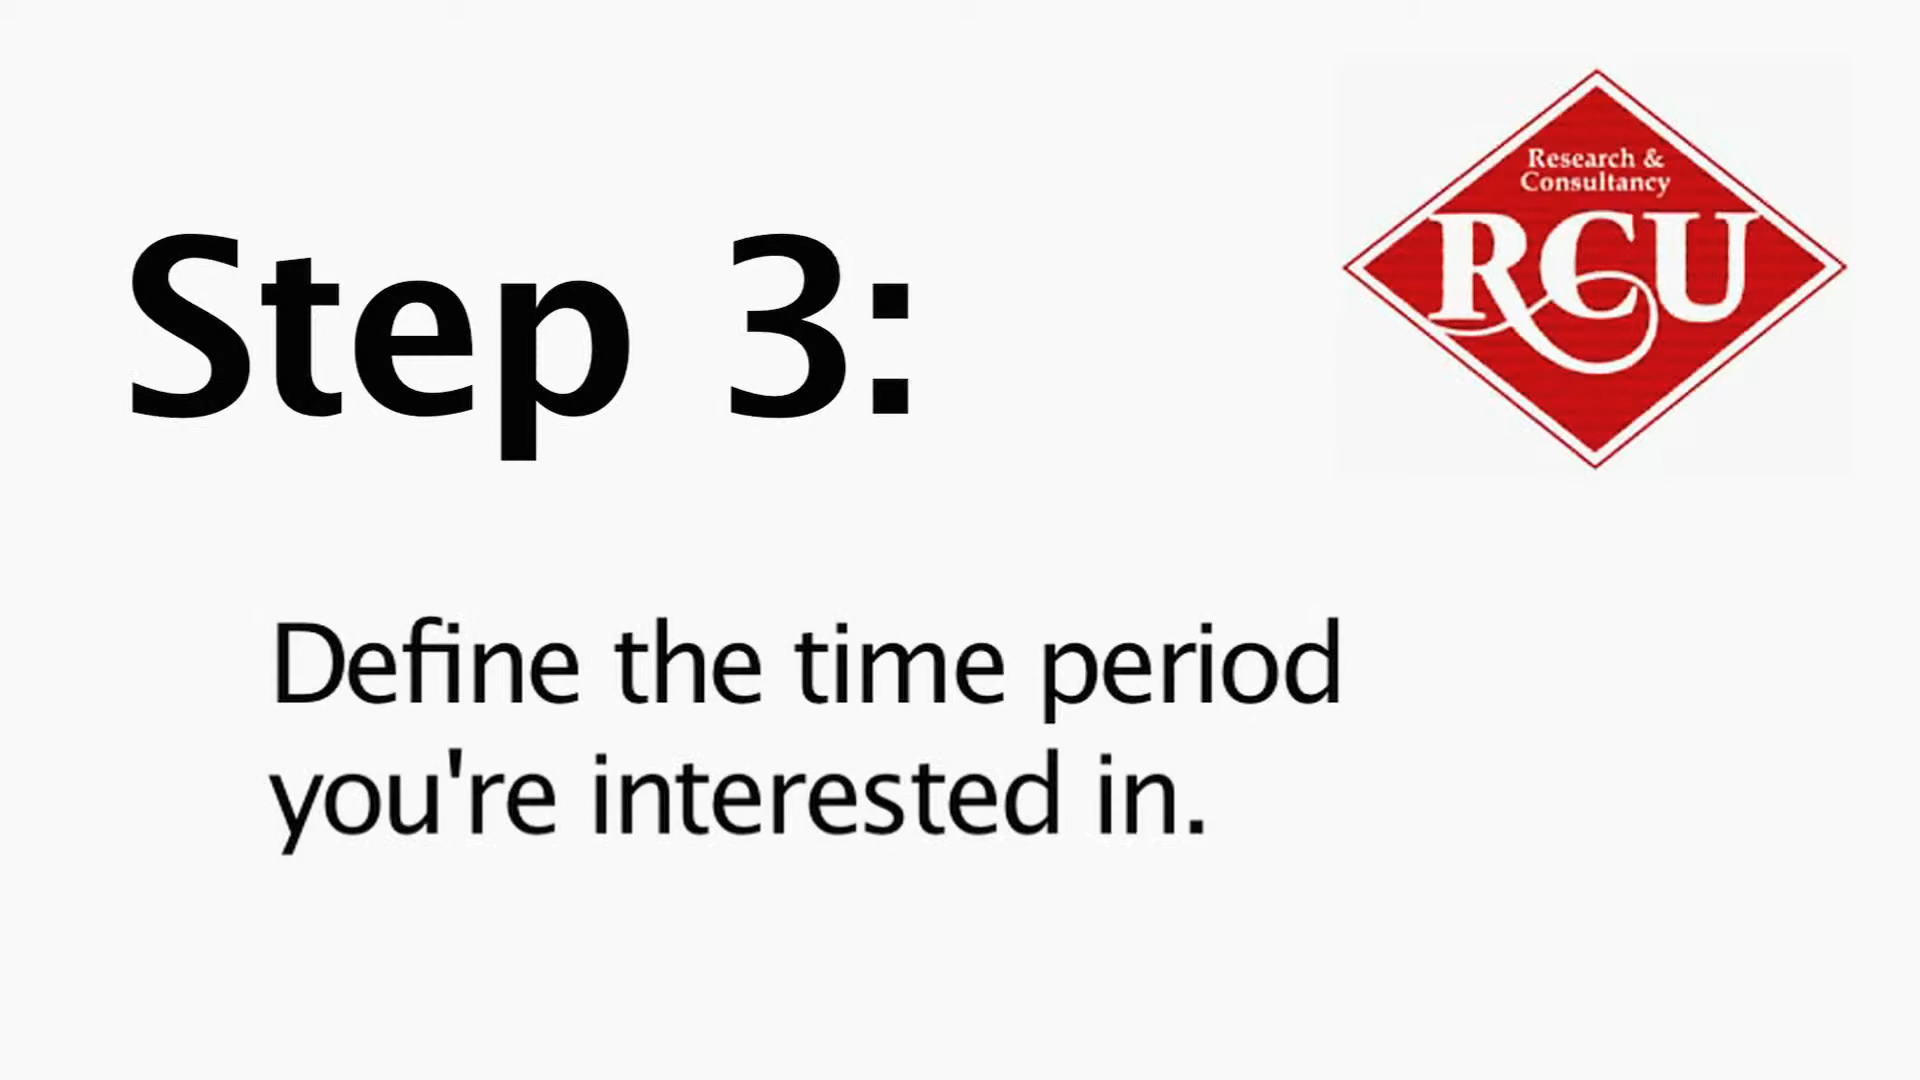 Step 3:
Research &
Consultancy
RCU
Define the time period
you're interested in.